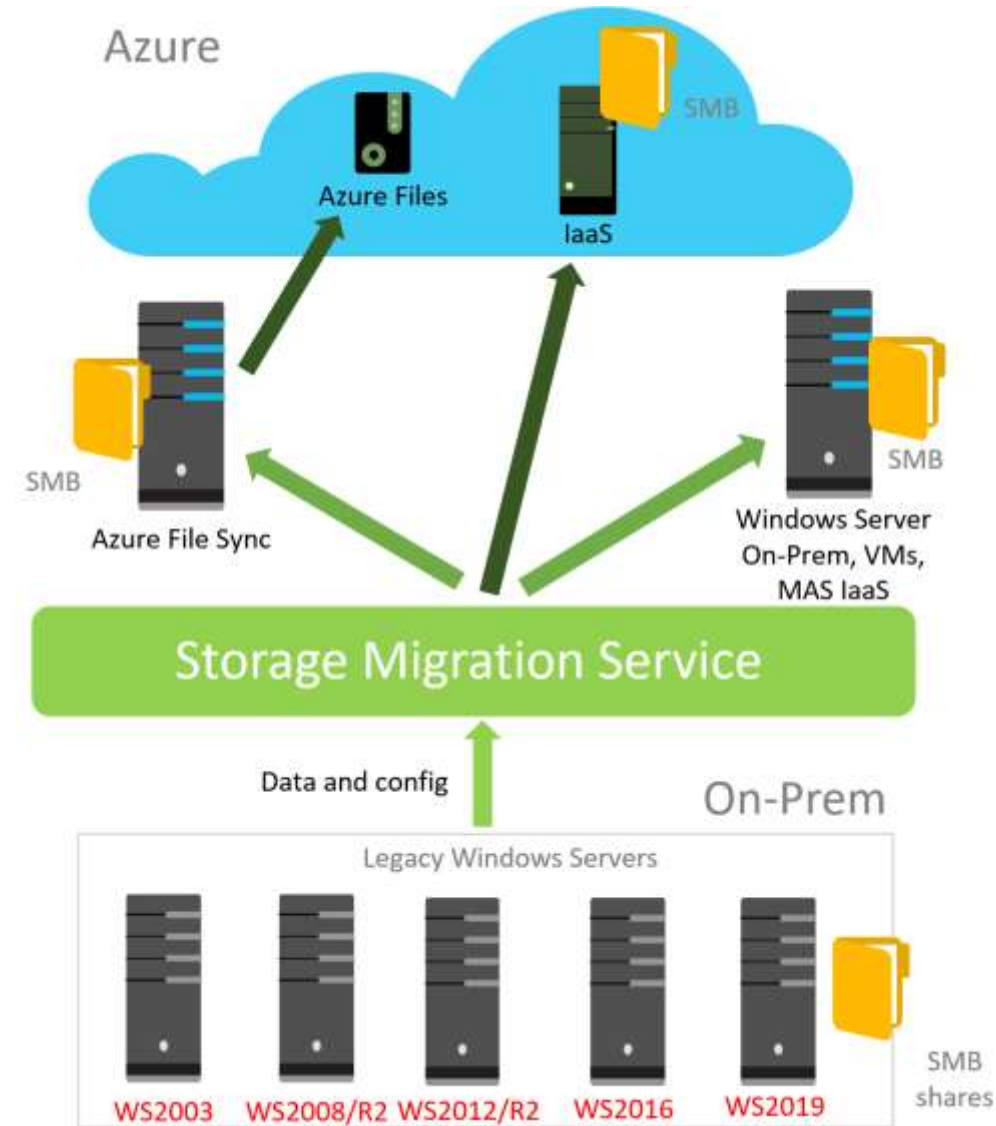 Azure
SMB
Azure Files
IaaS
SMB
Azure File Sync
SMB
Windows Server
On-Prem, VMs,
MAS IaaS
Storage Migration Service
Data and config
On-Prem
Legacy Windows Servers
WS2003
WS2008/R2
WS2012/R2
WS2016
WS2019
SMB
shares